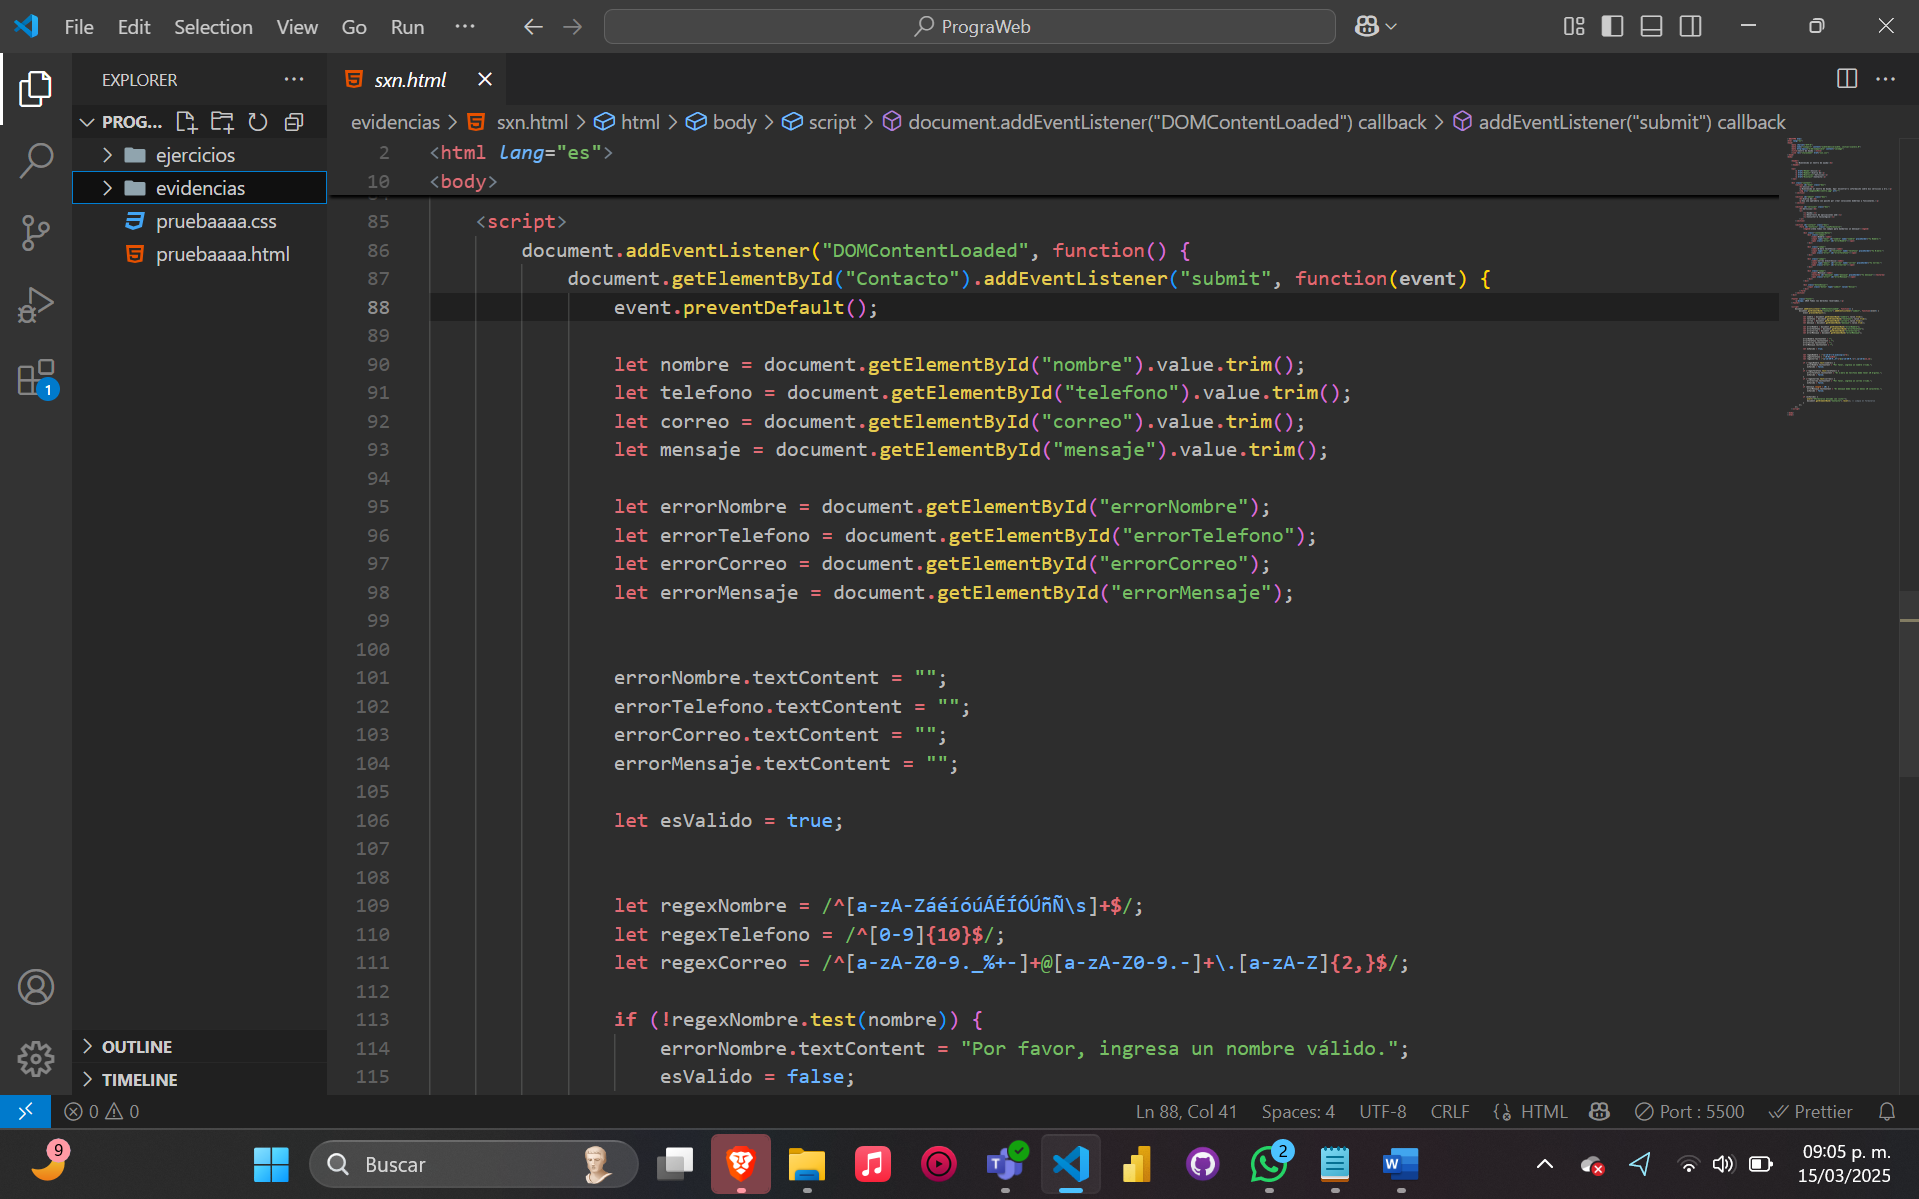 File Edit Selection View Go Run ··· PrograWeb
EXPLORER ···
sxn.html
PROG...
evidencias > sxn.html > html > body > script > document.addEventListener("DOMContentLoaded") callback > addEventListener("submit") callback
ejercicios
evidencias
pruebaaaa.css
pruebaaaa.html
2 <html lang="es">
10 <body>
85 <script>
86 document.addEventListener("DOMContentLoaded", function() {
87 document.getElementById("Contacto").addEventListener("submit", function(event) {
88 event.preventDefault();
89
90 let nombre = document.getElementById("nombre").value.trim();
91 let telefono = document.getElementById("telefono").value.trim();
92 let correo = document.getElementById("correo").value.trim();
93 let mensaje = document.getElementById("mensaje").value.trim();
94
95 let errorNombre = document.getElementById("errorNombre");
96 let errorTelefono = document.getElementById("errorTelefono");
97 let errorCorreo = document.getElementById("errorCorreo");
98 let errorMensaje = document.getElementById("errorMensaje");
99
100
101 errorNombre.textContent = "";
102 errorTelefono.textContent = "";
103 errorCorreo.textContent = "";
104 errorMensaje.textContent = "";
105
106 let esValido = true;
107
108
109 let regexNombre = /^[a-zA-ZáéíóúÁÉÍÓÚñÑ\s]+$/;
110 let regexTelefono = /^[0-9]{10}$/;
111 let regexCorreo = /^[a-zA-Z0-9._%+-]+@[a-zA-Z0-9.-]+\.[a-zA-Z]{2,}$/;
112
113 if (!regexNombre.test(nombre)) {
114 errorNombre.textContent = "Por favor, ingresa un nombre válido.";
115 esValido = false;
1
OUTLINE
TIMELINE
0 0 Ln 88, Col 41 Spaces: 4 UTF-8 CRLF HTML Port : 5500 Prettier
9 Buscar 2 09:05 p. m.
15/03/2025